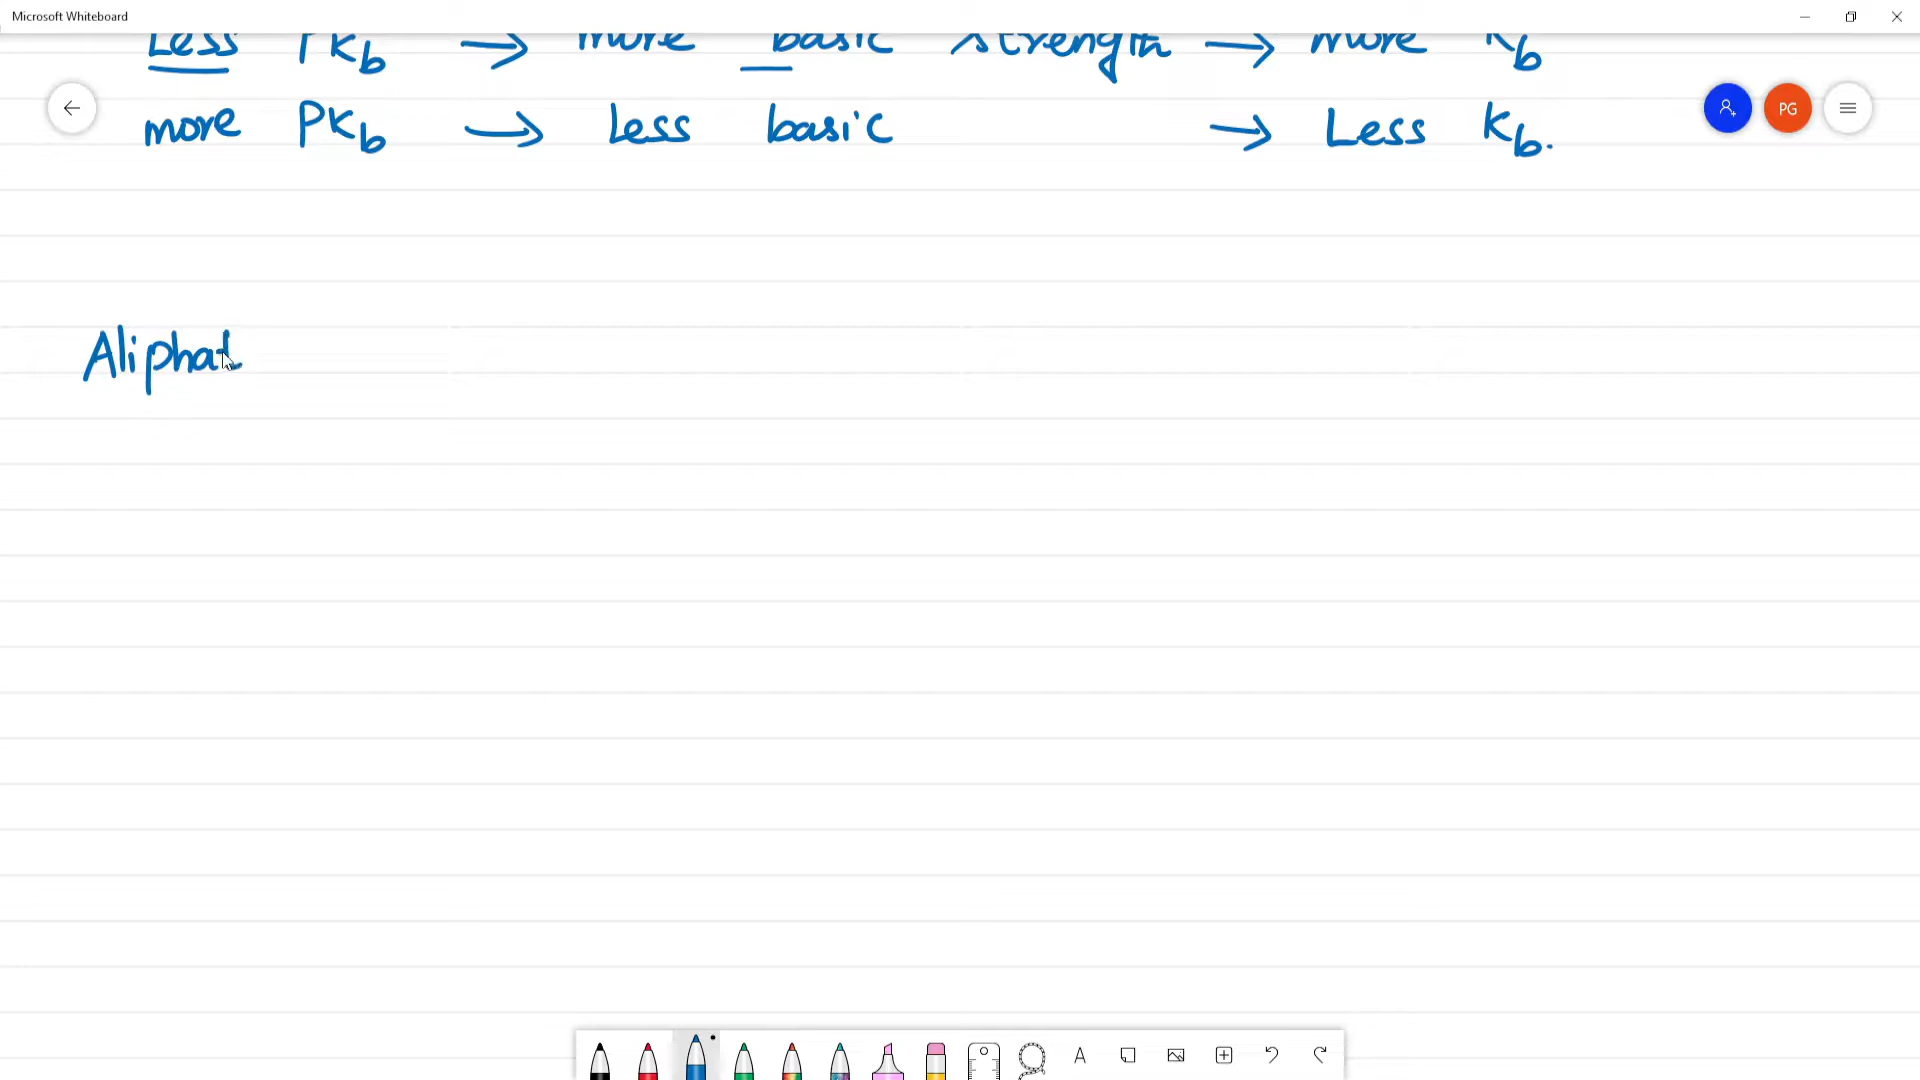 Microsoft Whiteboard
Less PKb → more basic strength → more Kb
more PKb → Less basic → Less Kb.
PG
Aliphat
A